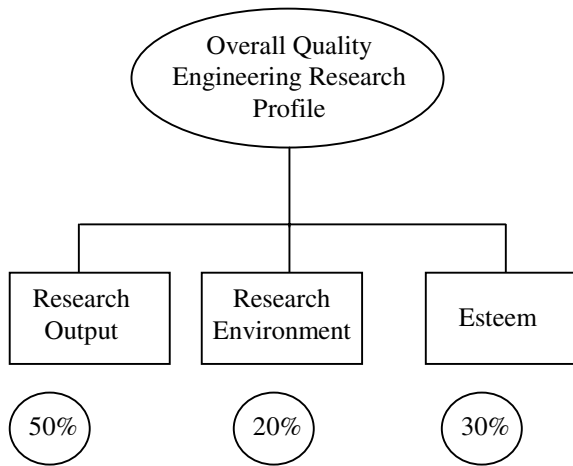 Overall Quality
Engineering Research
Profile
Research
Output
Research
Environment
Esteem
50%
20%
30%